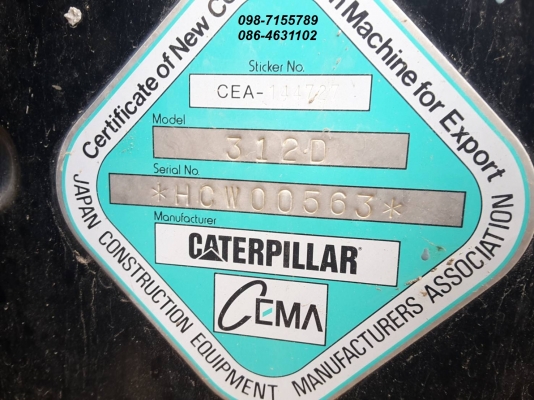 098-7155789
086-4631102
Certificate of New Machine for Export
Sticker No.
CEA-
Model
312D
Serial No.
*HCW00563*
Manufacturer
CATERPILLAR
CEMA
JAPAN CONSTRUCTION EQUIPMENT MANUFACTURERS ASSOCIATION